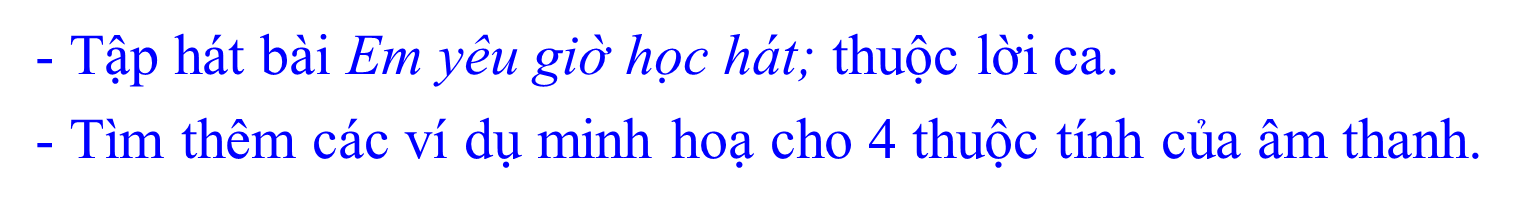 - Tập hát bài Em yêu giờ học hát; thuộc lời ca.
- Tìm thêm các ví dụ minh hoạ cho 4 thuộc tính của âm thanh.